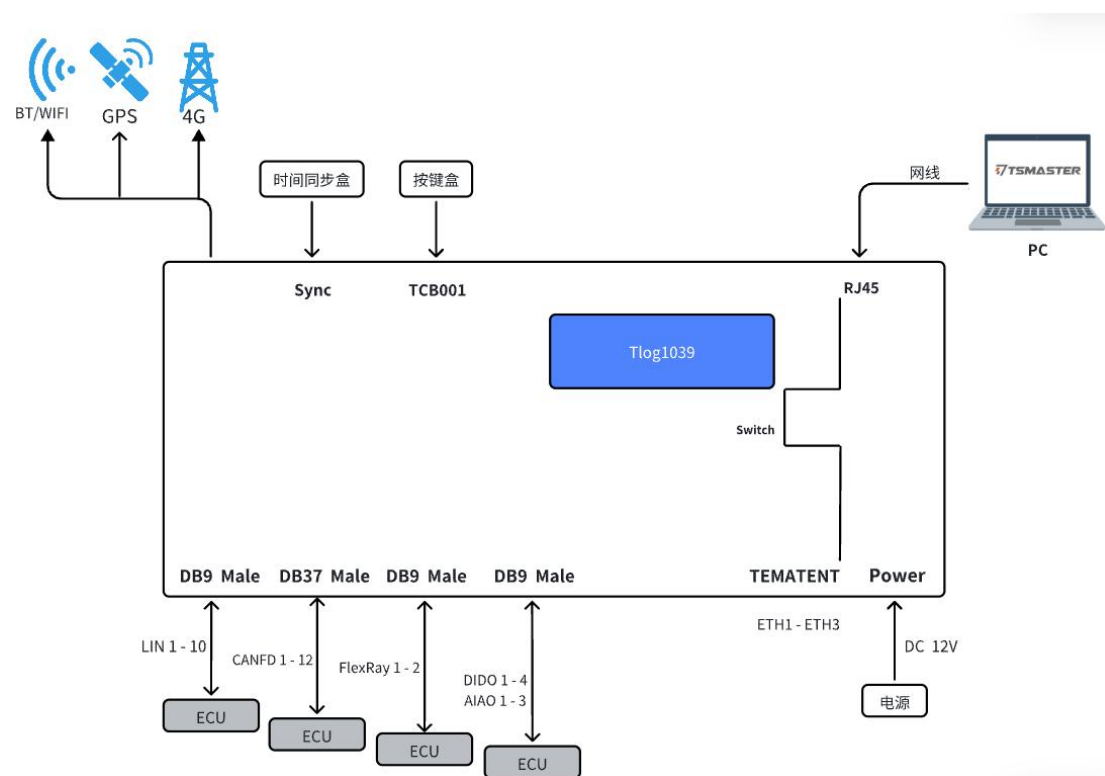 BT/WIFI
GPS
4G
时间同步盒
按键盒
网线
TSMASTER
PC
Sync
TCB001
RJ45
Tlog1039
Switch
DB9 Male
DB37 Male
DB9 Male
DB9 Male
TEMATENT
Power
LIN 1 - 10
CANFD 1 - 12
FlexRay 1 - 2
DIDO 1 - 4
AIAO 1 - 3
ETH1 - ETH3
DC 12V
ECU
ECU
ECU
ECU
电源